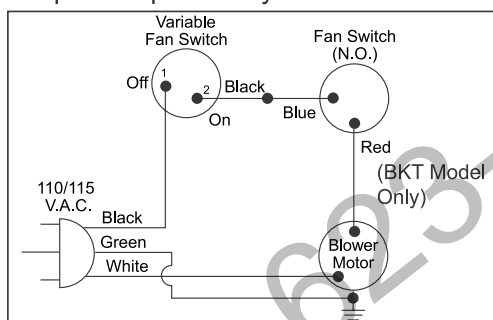 Variable
Fan Switch
Fan Switch
(N.O.)
Off
1
2
Black
On
Blue
Red
(BKT Model
Only)
110/115
V.A.C.
Black
Green
White
Blower
Motor
623-